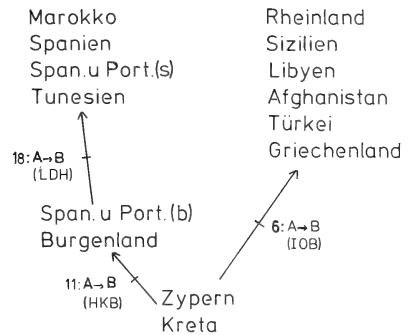 Marokko
Spanien
Span. u Port.(s)
Tunesien
Rheinland
Sizilien
Libyen
Afghanistan
Türkei
Griechenland
18: A→B
(LDH)
Span. u Port.(b)
Burgenland
6: A→B
(IOB)
11: A→B
(HKB)
Zypern
Kreta